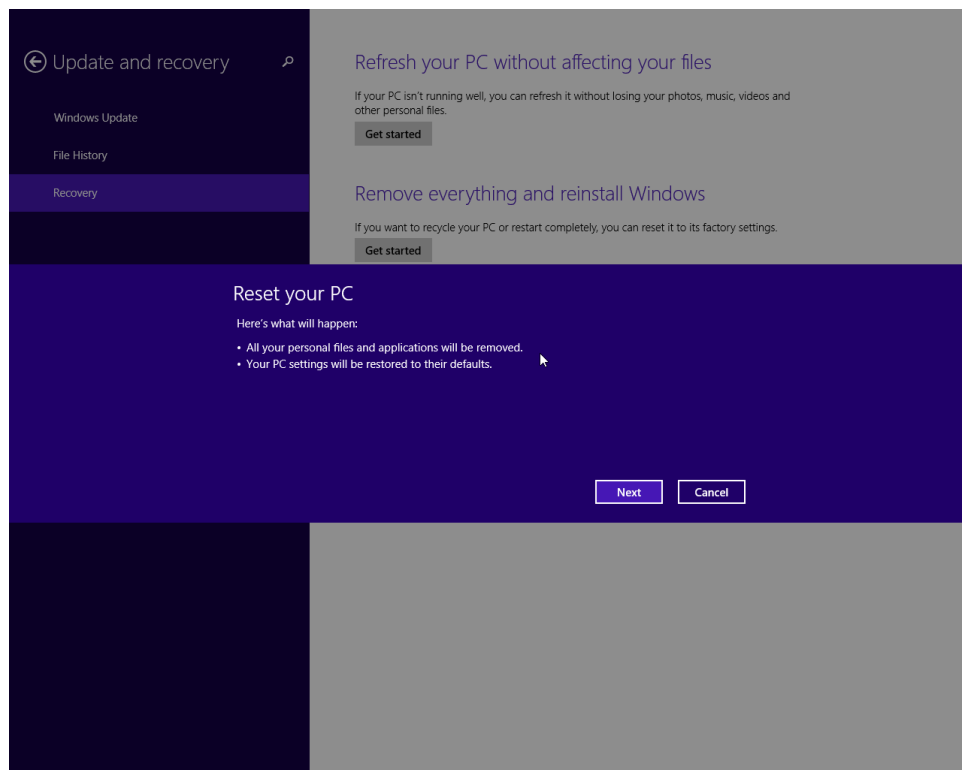 Update and recovery
Windows Update
File History
Recovery
Refresh your PC without affecting your files
If your PC isn't running well, you can refresh it without losing your photos, music, videos and
other personal files.
Get started
Remove everything and reinstall Windows
If you want to recycle your PC or restart completely, you can reset it to its factory settings.
Get started
Reset your PC
Here's what will happen:
• All your personal files and applications will be removed.
• Your PC settings will be restored to their defaults.
Next
Cancel